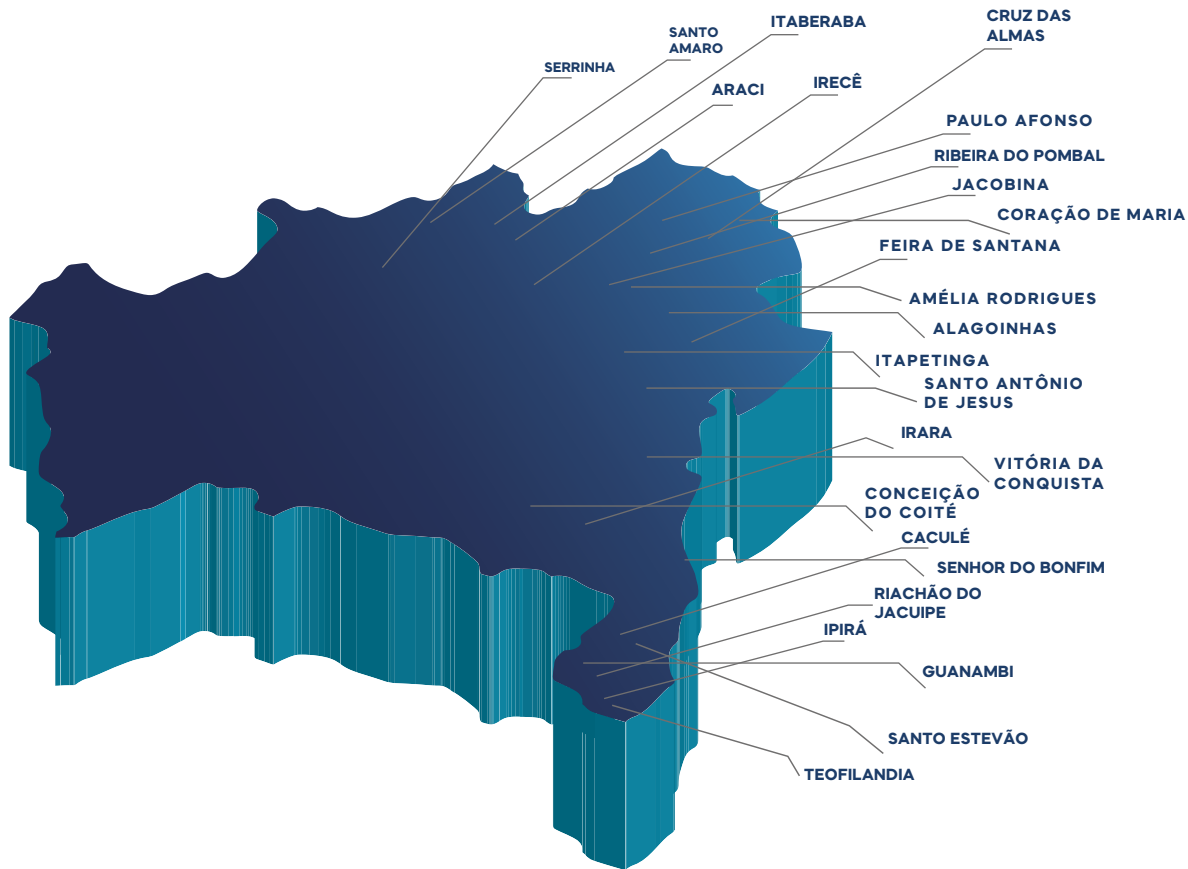 CRUZ DAS
ALMAS
ITABERABA
SANTO
AMARO
SERRINHA
IRECÊ
ARACI
PAULO AFONSO
RIBEIRA DO POMBAL
JACOBINA
CORAÇÃO DE MARIA
FEIRA DE SANTANA
AMÉLIA RODRIGUES
ALAGOINHAS
ITAPETINGA
SANTO ANTÔNIO
DE JESUS
IRARA
VITÓRIA DA
CONQUISTA
CONCEIÇÃO
DO COITÉ
CACULÉ
SENHOR DO BONFIM
RIACHÃO DO
JACUIPE
IPIRÁ
GUANAMBI
SANTO ESTEVÃO
TEOFILANDIA